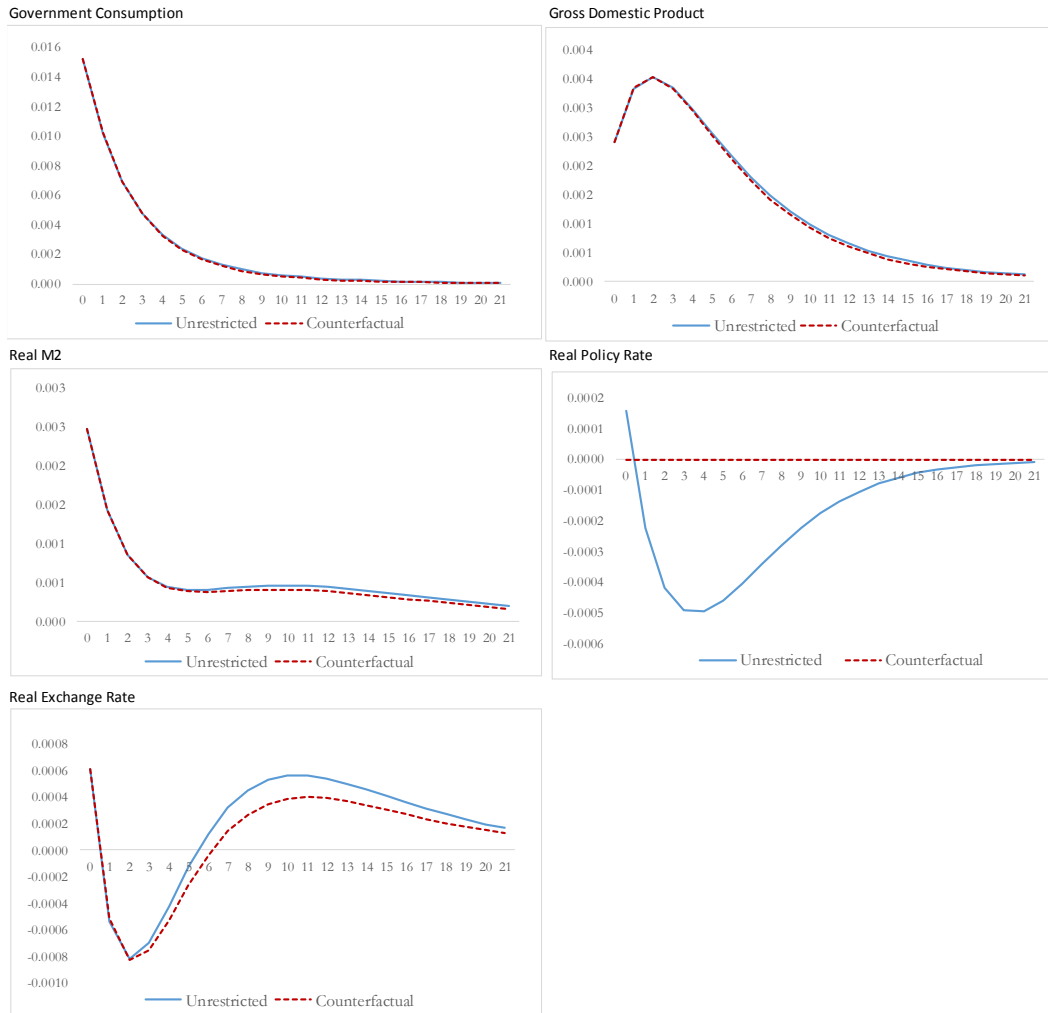 Government Consumption
0.016
0.014
0.012
0.010
0.008
0.006
0.004
0.002
0.000
0 1 2 3 4 5 6 7 8 9 10 11 12 13 14 15 16 17 18 19 20 21
Unrestricted Counterfactual
Gross Domestic Product
0.004
0.004
0.003
0.003
0.002
0.002
0.001
0.001
0.000
0 1 2 3 4 5 6 7 8 9 10 11 12 13 14 15 16 17 18 19 20 21
Unrestricted Counterfactual
Real M2
0.003
0.003
0.002
0.002
0.001
0.001
0.000
0 1 2 3 4 5 6 7 8 9 10 11 12 13 14 15 16 17 18 19 20 21
Unrestricted Counterfactual
Real Policy Rate
0.0002
0.0001
0.0000
-0.0001
-0.0002
-0.0003
-0.0004
-0.0005
-0.0006
0 1 2 3 4 5 6 7 8 9 10 11 12 13 14 15 16 17 18 19 20 21
Unrestricted Counterfactual
Real Exchange Rate
0.0008
0.0006
0.0004
0.0002
0.0000
-0.0002
-0.0004
-0.0006
-0.0008
-0.0010
0 1 2 3 4 5 6 7 8 9 10 11 12 13 14 15 16 17 18 19 20 21
Unrestricted Counterfactual